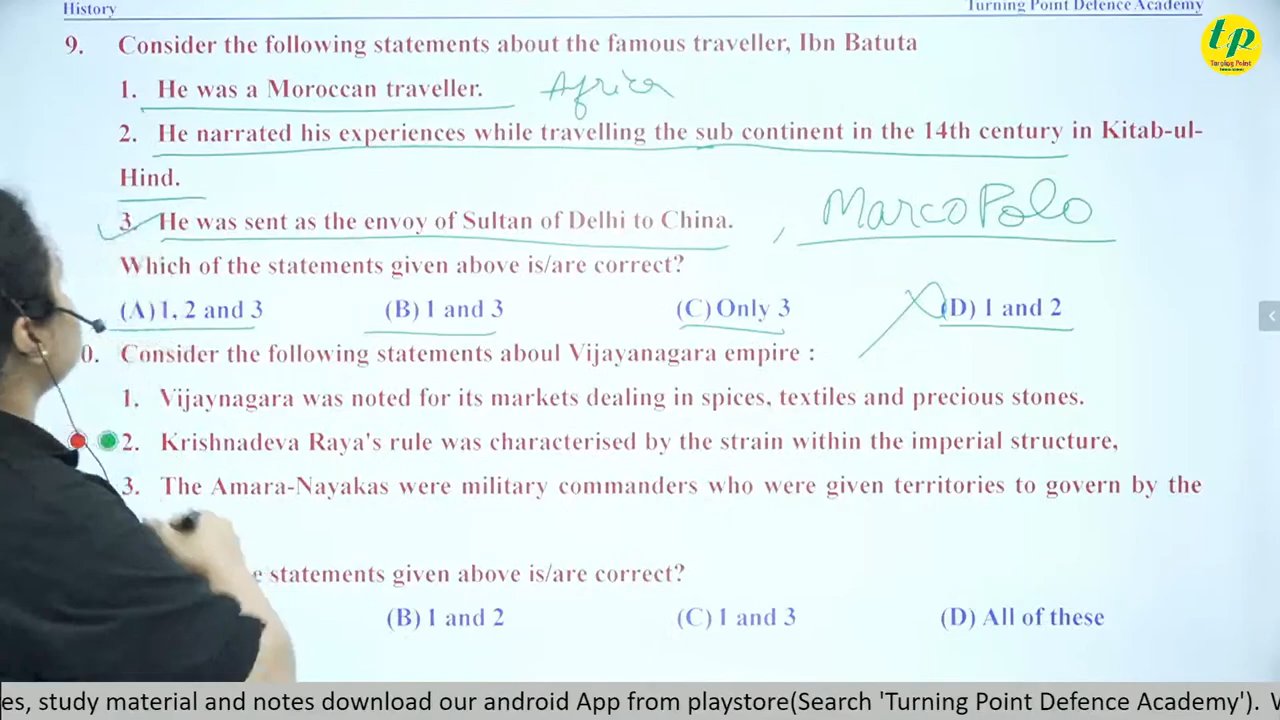 History
Turning Point Defence Academy
tp
Turning Point
9. Consider the following statements about the famous traveller, Ibn Batuta
1. He was a Moroccan traveller. Africa
2. He narrated his experiences while travelling the sub continent in the 14th century in Kitab-ul-
Hind.
3. He was sent as the envoy of Sultan of Delhi to China. , Marco Polo
Which of the statements given above is/are correct?
(A) 1, 2 and 3 (B) 1 and 3 (C) Only 3 (D) 1 and 2
0. Consider the following statements aboul Vijayanagara empire :
1. Vijaynagara was noted for its markets dealing in spices, textiles and precious stones.
2. Krishnadeva Raya's rule was characterised by the strain within the imperial structure,
3. The Amara-Nayakas were military commanders who were given territories to govern by the
e statements given above is/are correct?
(B) 1 and 2 (C) 1 and 3 (D) All of these
es, study material and notes download our android App from playstore(Search 'Turning Point Defence Academy'). W